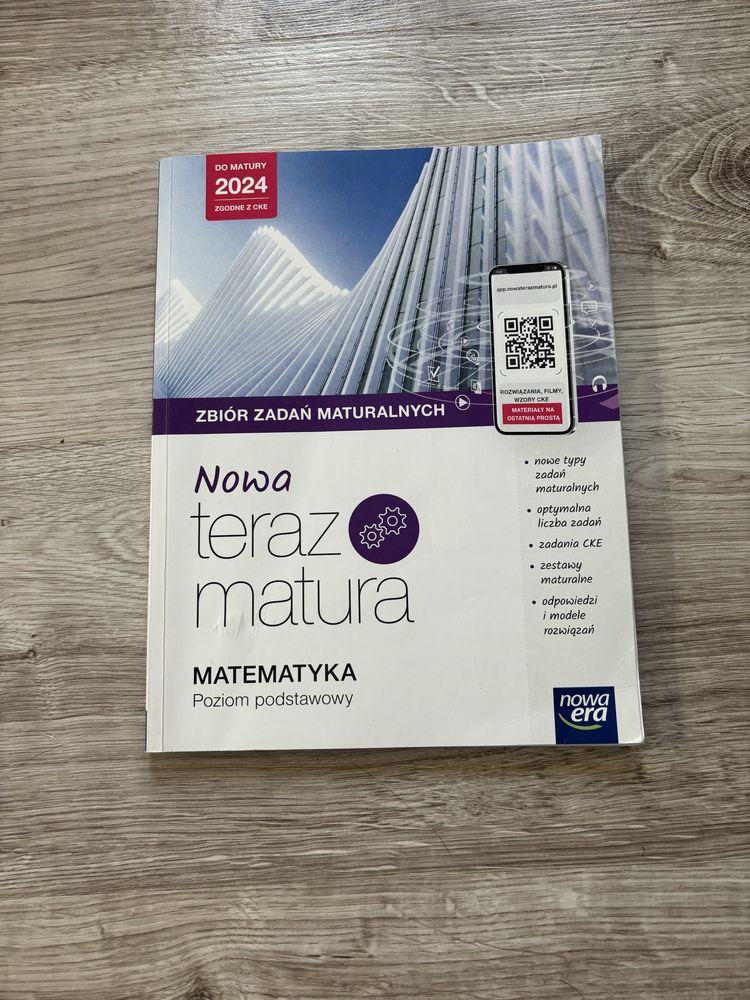 DO MATURY
2024
ZGODNE Z CKE
app.nowaterazmatura.pl
ROZWIĄZANIA, FILMY,
WZORY CKE
MATERIAŁY NA
OSTATNIĄ PROSTĄ
ZBIÓR ZADAŃ MATURALNYCH
Nowa
teraz
matura
MATEMATYKA
Poziom podstawowy
• nowe typy
zadań
maturalnych
• optymalna
liczba zadań
• zadania CKE
• zestawy
maturalne
• odpowiedzi
i modele
rozwiązań
nowa
era